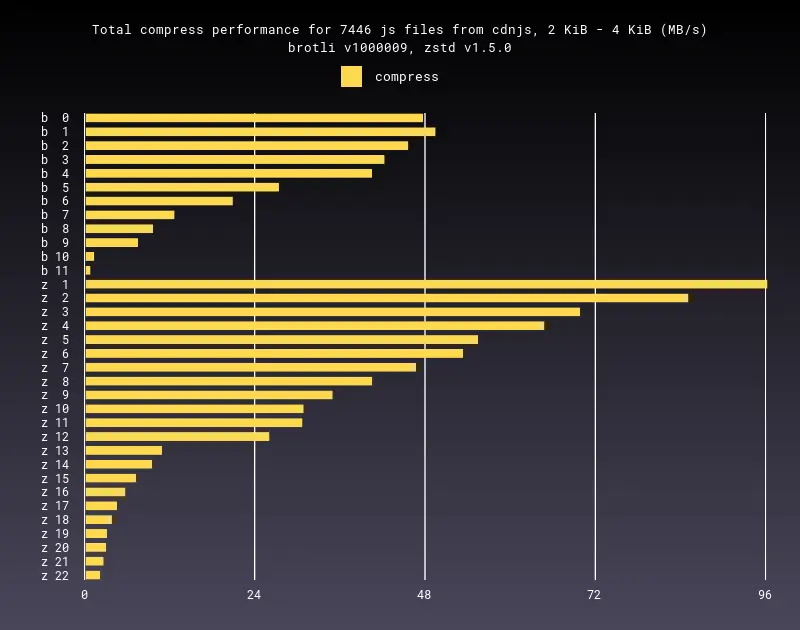 Total compress performance for 7446 js files from cdnjs, 2 KiB - 4 KiB (MB/s)
brotli v1000009, zstd v1.5.0
compress
b 0
b 1
b 2
b 3
b 4
b 5
b 6
b 7
b 8
b 9
b 10
b 11
z 1
z 2
z 3
z 4
z 5
z 6
z 7
z 8
z 9
z 10
z 11
z 12
z 13
z 14
z 15
z 16
z 17
z 18
z 19
z 20
z 21
z 22
0 24 48 72 96